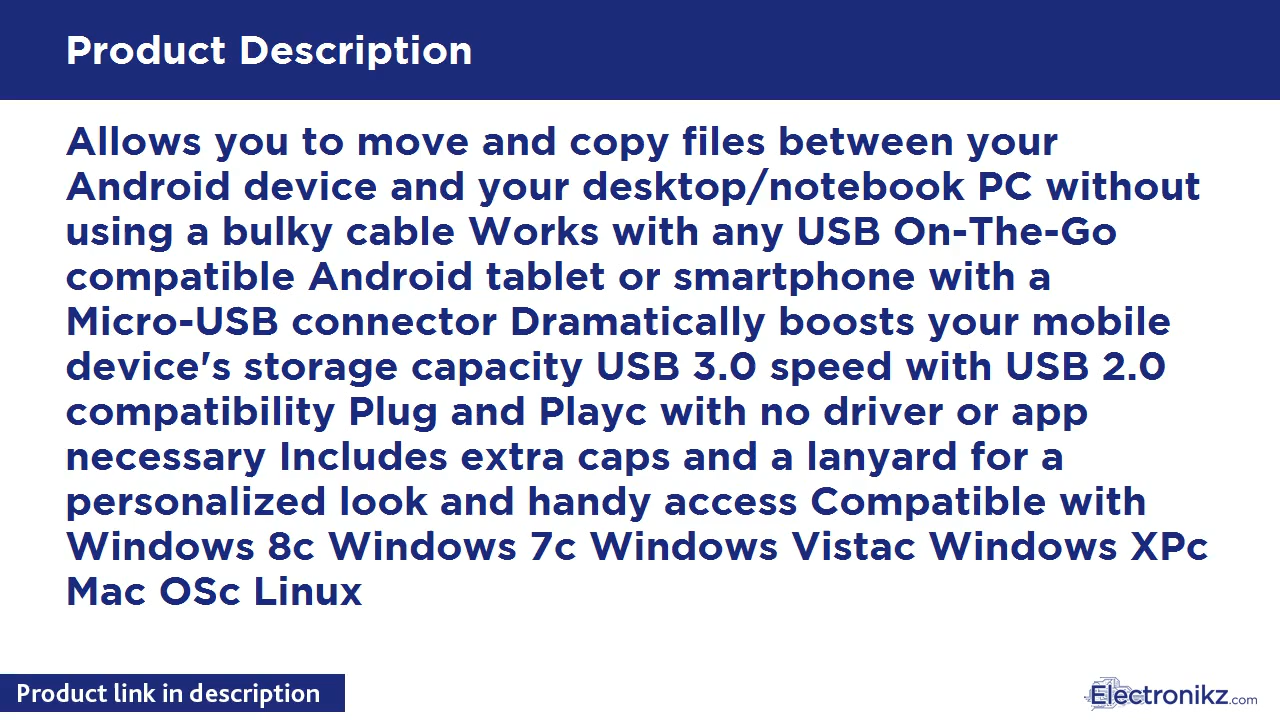 Product Description
Allows you to move and copy files between your
Android device and your desktop/notebook PC without
using a bulky cable Works with any USB On-The-Go
compatible Android tablet or smartphone with a
Micro-USB connector Dramatically boosts your mobile
device's storage capacity USB 3.0 speed with USB 2.0
compatibility Plug and Playc with no driver or app
necessary Includes extra caps and a lanyard for a
personalized look and handy access Compatible with
Windows 8c Windows 7c Windows Vistac Windows XPc
Mac OSc Linux
Product link in description
Electronikz.com